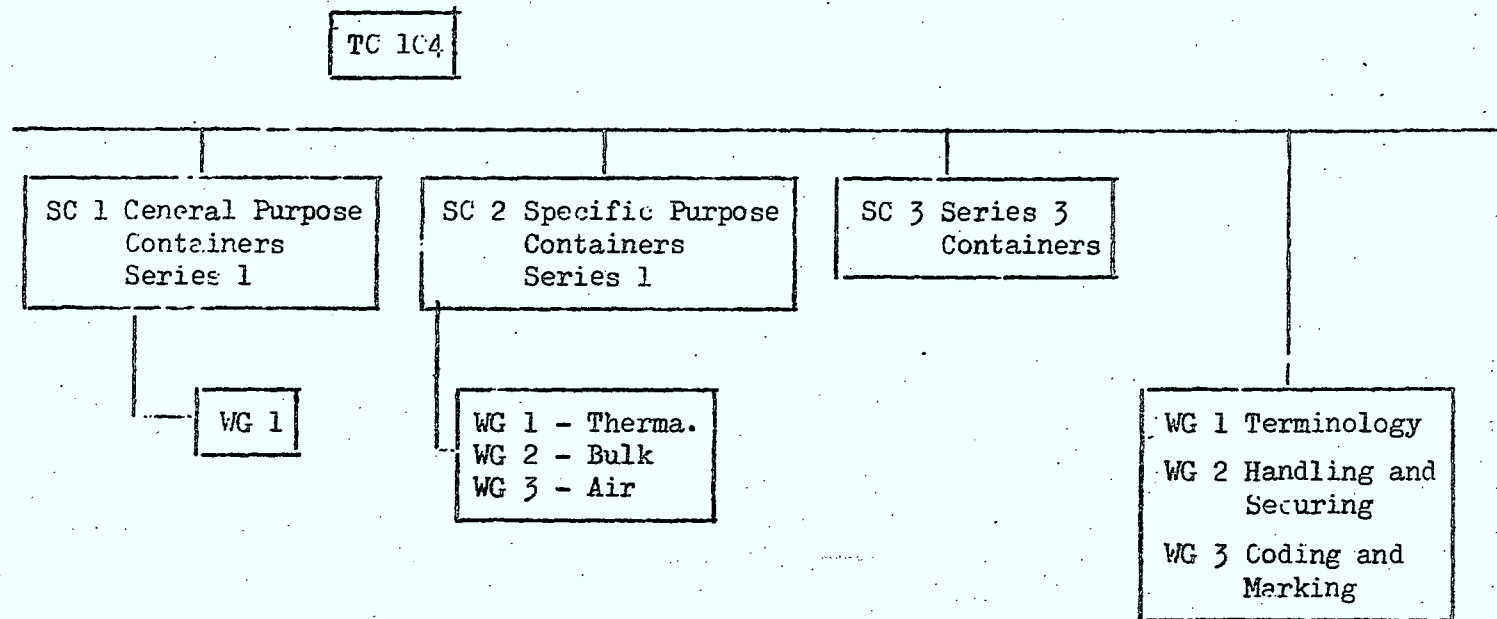 TC 104
SC 1 General Purpose
Containers
Series 1
SC 2 Specific Purpose
Containers
Series 1
SC 3 Series 3
Containers
WG 1
WG 1 - Therma.
WG 2 - Bulk
WG 3 - Air
WG 1 Terminology
WG 2 Handling and
Securing
WG 3 Coding and
Marking